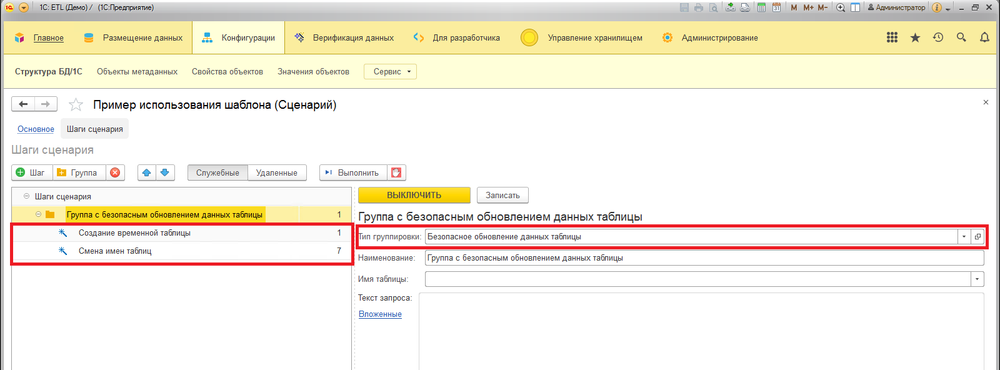 1С: ETL (Демо) / (1С:Предприятие)
31 M M+ M- Администратор
Главное Размещение данных Конфигурации Верификация данных Для разработчика Управление хранилищем Администрирование
Структура БД/1С Объекты метаданных Свойства объектов Значения объектов Сервис
Пример использования шаблона (Сценарий)
Основное Шаги сценария
Шаги сценария
Шаг Группа Служебные Удаленные Выполнить
Шаги сценария
ВЫКЛЮЧИТЬ Записать
Группа с безопасным обновлением данных таблицы 1
Группа с безопасным обновлением данных таблицы
Создание временной таблицы 1
Тип группировки: Безопасное обновление данных таблицы
Смена имен таблиц 7
Наименование: Группа с безопасным обновлением данных таблицы
Имя таблицы:
Текст запроса:
Вложенные